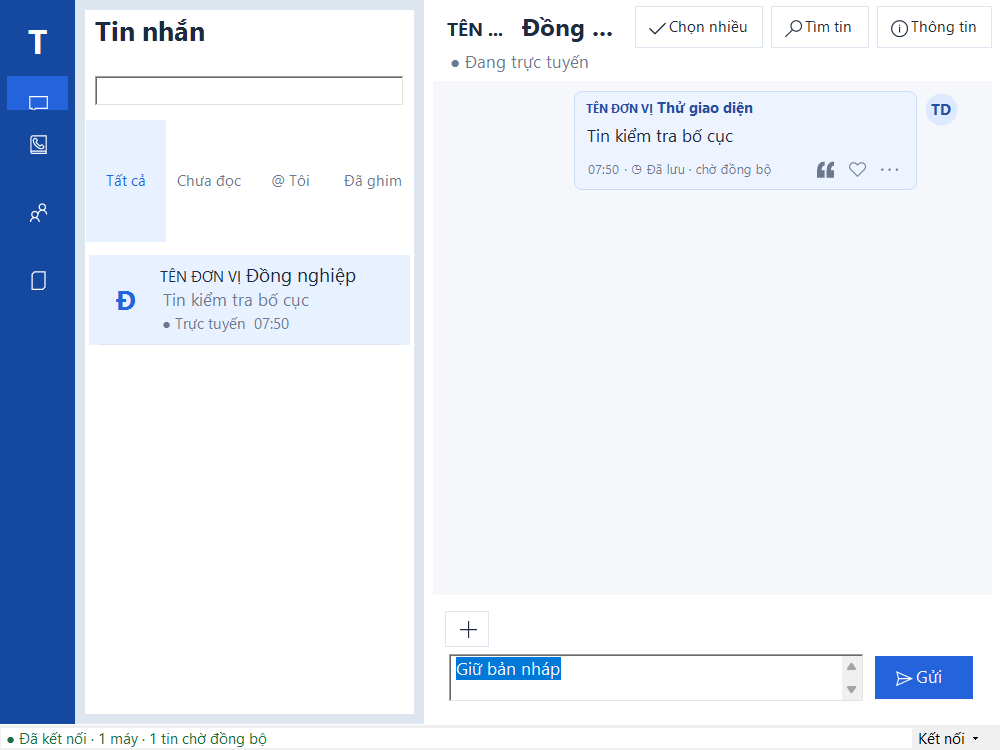 T
Tin nhắn
Tất cả
Chưa đọc
@ Tôi
Đã ghim
Đ
TÊN ĐƠN VỊ Đồng nghiệp
Tin kiểm tra bố cục
● Trực tuyến 07:50
TÊN ... Đồng ...
Chọn nhiều
Tìm tin
Thông tin
● Đang trực tuyến
TÊN ĐƠN VỊ Thử giao diện
TD
Tin kiểm tra bố cục
07:50 · ◷ Đã lưu · chờ đồng bộ
Giữ bản nháp
Gửi
● Đã kết nối · 1 máy · 1 tin chờ đồng bộ
Kết nối